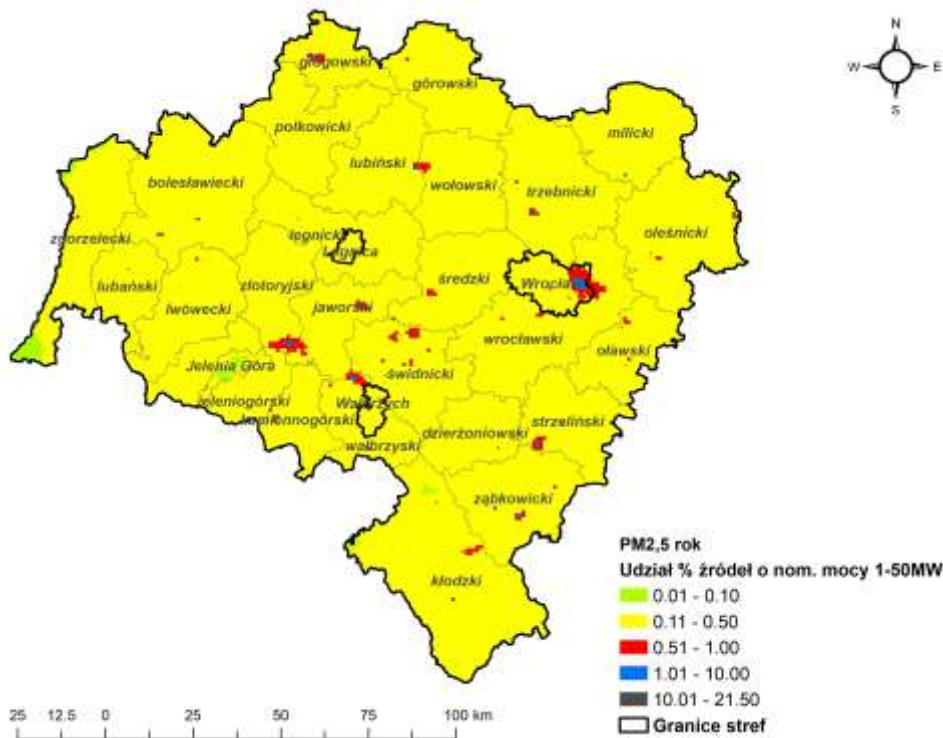 N
W E
S
głogowski
górowski
polkowicki
milicki
lubiński
bolesławiecki
wołowski
trzebnicki
oleśnicki
zgorzelecki
legnicki
Legnica
średzki
Wrocław
lubański
złotoryjski
lwówecki
jaworski
wrocławski
oławski
Jelenia Góra
świdnicki
jeleniogórski
Wałbrzych
kamiennogórski
strzeliński
dzierżoniowski
wałbrzyski
ząbkowicki
kłodzki
PM2,5 rok
Udział % źródeł o nom. mocy 1-50MW
0.01 - 0.10
0.11 - 0.50
0.51 - 1.00
1.01 - 10.00
10.01 - 21.50
Granice stref
25 12.5 0 25 50 75 100 km